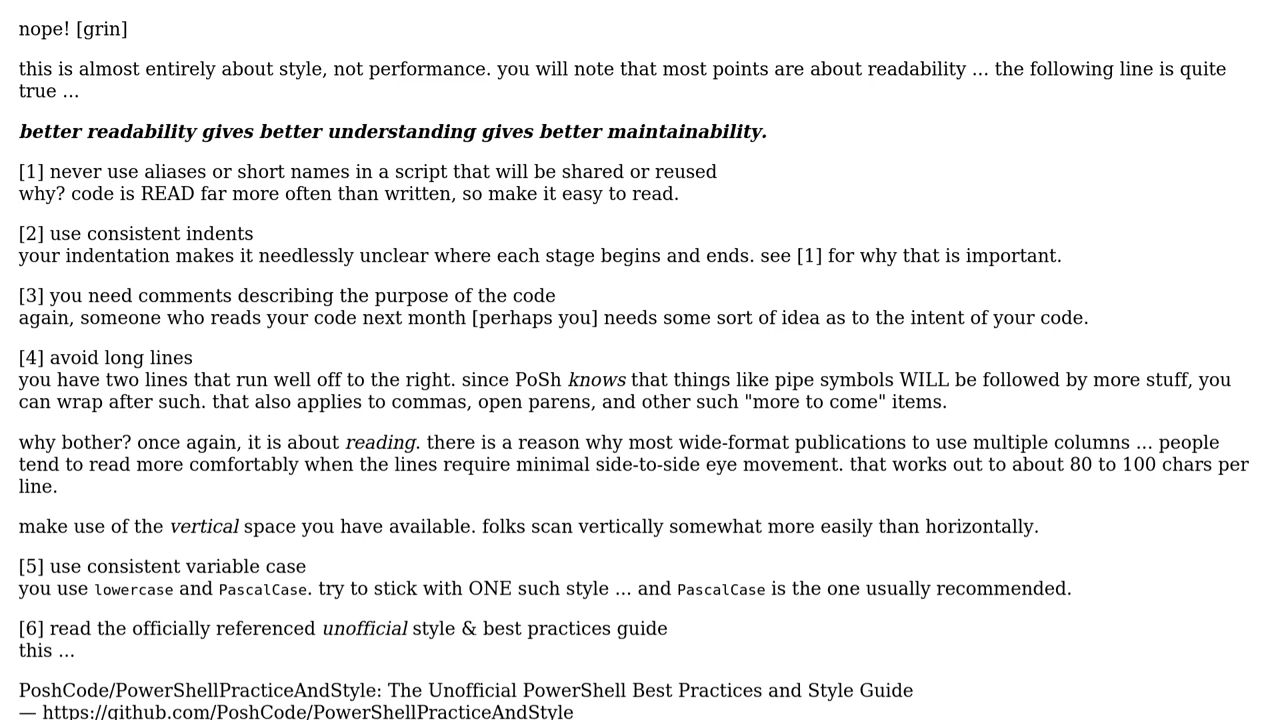 nope! [grin]
this is almost entirely about style, not performance. you will note that most points are about readability ... the following line is quite
true ...
better readability gives better understanding gives better maintainability.
[1] never use aliases or short names in a script that will be shared or reused
why? code is READ far more often than written, so make it easy to read.
[2] use consistent indents
your indentation makes it needlessly unclear where each stage begins and ends. see [1] for why that is important.
[3] you need comments describing the purpose of the code
again, someone who reads your code next month [perhaps you] needs some sort of idea as to the intent of your code.
[4] avoid long lines
you have two lines that run well off to the right. since PoSh knows that things like pipe symbols WILL be followed by more stuff, you
can wrap after such. that also applies to commas, open parens, and other such "more to come" items.
why bother? once again, it is about reading. there is a reason why most wide-format publications to use multiple columns ... people
tend to read more comfortably when the lines require minimal side-to-side eye movement. that works out to about 80 to 100 chars per
line.
make use of the vertical space you have available. folks scan vertically somewhat more easily than horizontally.
[5] use consistent variable case
you use lowercase and PascalCase. try to stick with ONE such style ... and PascalCase is the one usually recommended.
[6] read the officially referenced unofficial style & best practices guide
this ...
PoshCode/PowerShellPracticeAndStyle: The Unofficial PowerShell Best Practices and Style Guide
— https://github.com/PoshCode/PowerShellPracticeAndStyle